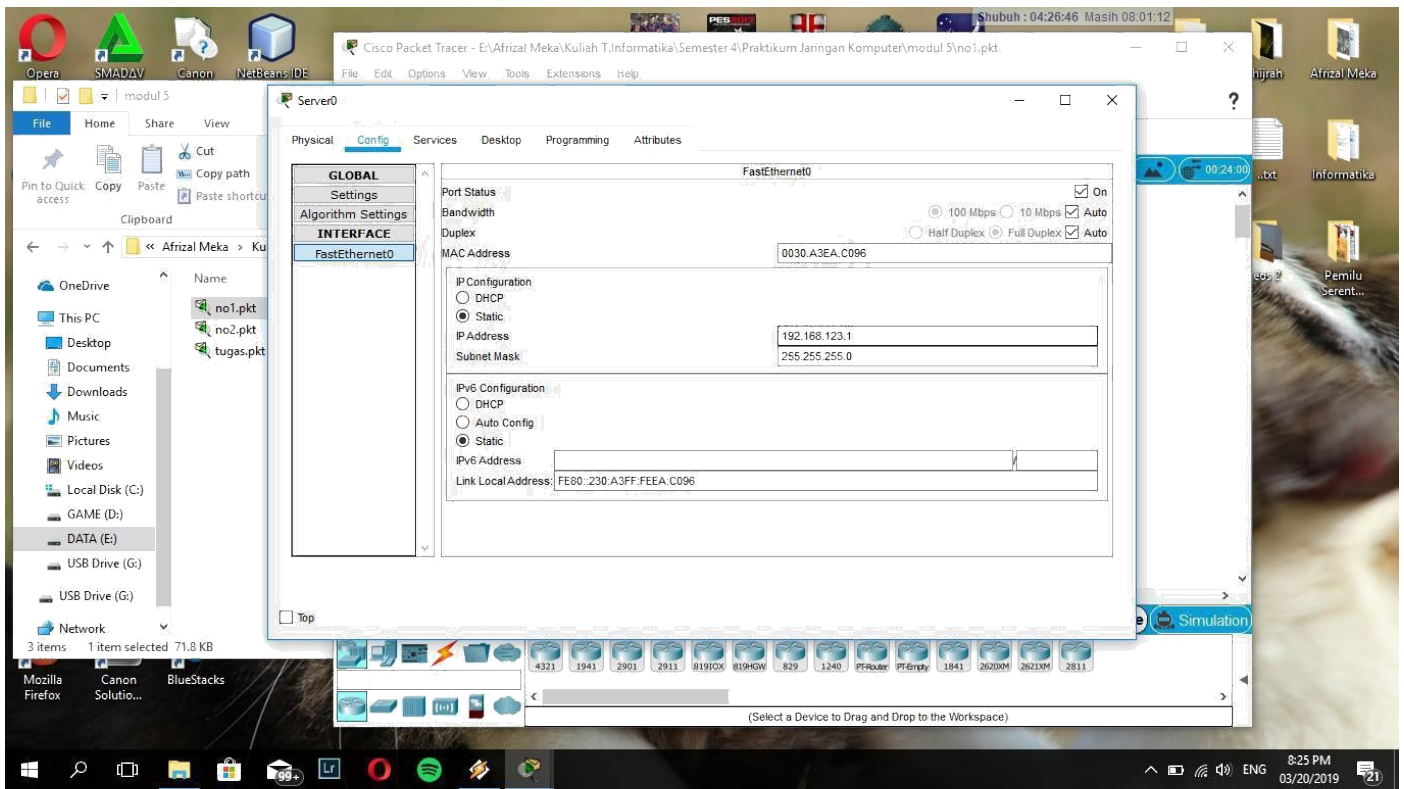 Shubuh : 04:26:46 Masih 08:01:12
Opera
SMADAV
Canon
NetBeans IDE
Cisco Packet Tracer - E:\Afrizal Meka\Kuliah T.Informatika\Semester 4\Praktikum Jaringan Komputer\modul 5\no1.pkt
File Edit Options View Tools Extensions Help
hijrah
Afrizal Meka
modul 5
Server0
?
File Home Share View
Physical Config Services Desktop Programming Attributes
Pin to Quick access
Copy
Paste
Cut
Copy path
Paste shortcu
Clipboard
00:24:00
..txt
Informatika
« Afrizal Meka › Ku
GLOBAL
Settings
Algorithm Settings
INTERFACE
FastEthernet0
FastEthernet0
Port Status On
Bandwidth 100 Mbps 10 Mbps Auto
Duplex Half Duplex Full Duplex Auto
MAC Address 0030.A3EA.C096
IP Configuration
DHCP
Static
IP Address 192.168.123.1
Subnet Mask 255.255.255.0
IPv6 Configuration
DHCP
Auto Config
Static
IPv6 Address /
Link Local Address: FE80::230:A3FF:FEEA:C096
Top
Pemilu
Serent...
OneDrive
This PC
Desktop
Documents
Downloads
Music
Pictures
Videos
Local Disk (C:)
GAME (D:)
DATA (E:)
USB Drive (G:)
USB Drive (G:)
Network
Name
no1.pkt
no2.pkt
tugas.pkt
3 items 1 item selected 71.8 KB
Simulation
4321 1941 2901 2911 819IOX 819HGW 829 1240 PT-Router PT-Empty 1841 2620XM 2621XM 2811
(Select a Device to Drag and Drop to the Workspace)
Mozilla
Firefox
Canon
Solutio...
BlueStacks
99+
Lr
ENG
8:25 PM
03/20/2019
21